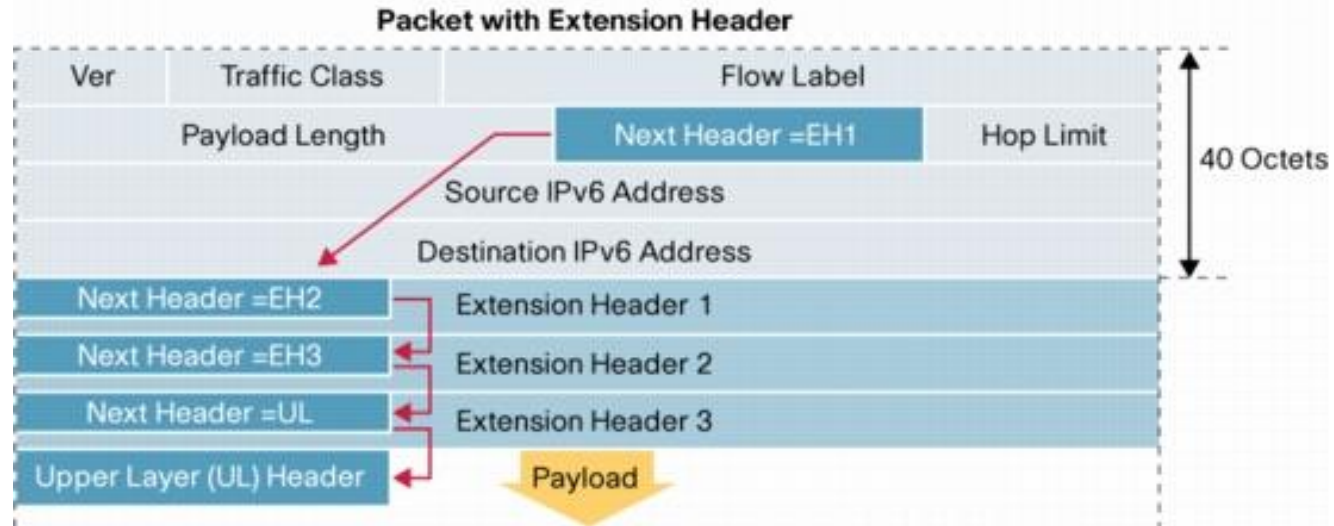 Packet with Extension Header
Ver Traffic Class Flow Label
Payload Length Next Header =EH1 Hop Limit
40 Octets
Source IPv6 Address
Destination IPv6 Address
Next Header =EH2 Extension Header 1
Next Header =EH3 Extension Header 2
Next Header =UL Extension Header 3
Upper Layer (UL) Header Payload